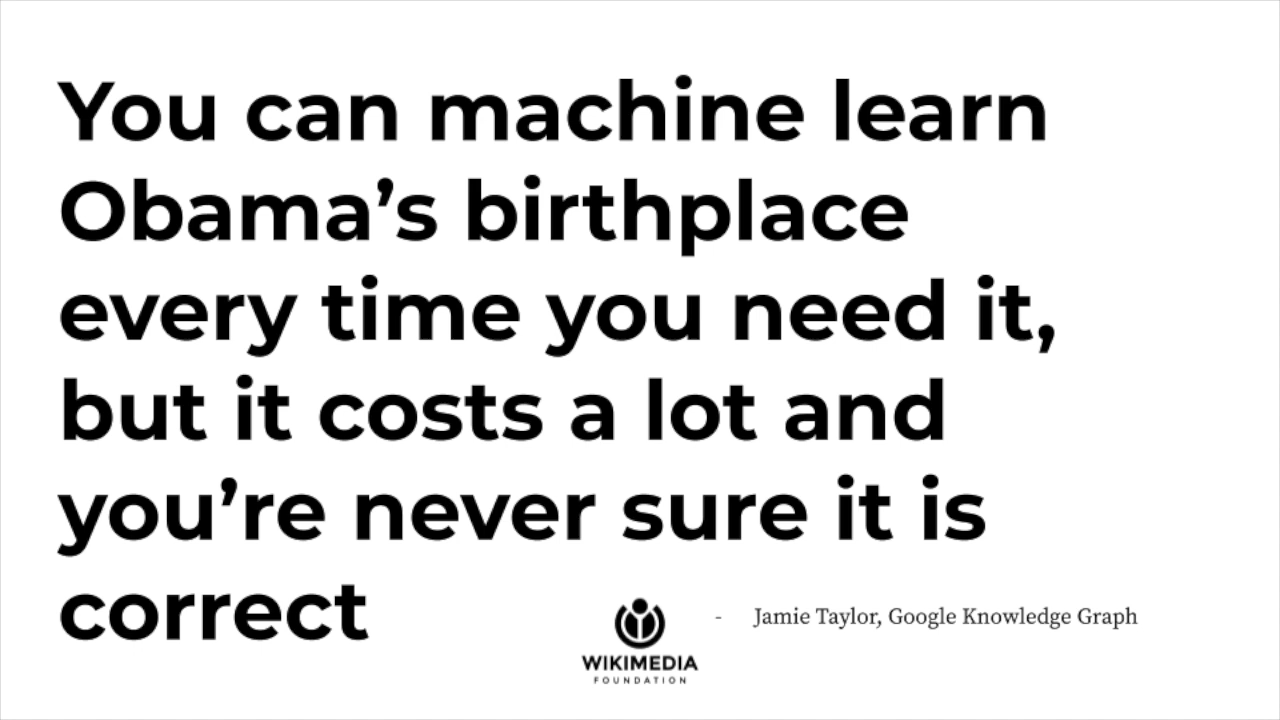 You can machine learn
Obama’s birthplace
every time you need it,
but it costs a lot and
you’re never sure it is
correct
- Jamie Taylor, Google Knowledge Graph
WIKIMEDIA
FOUNDATION